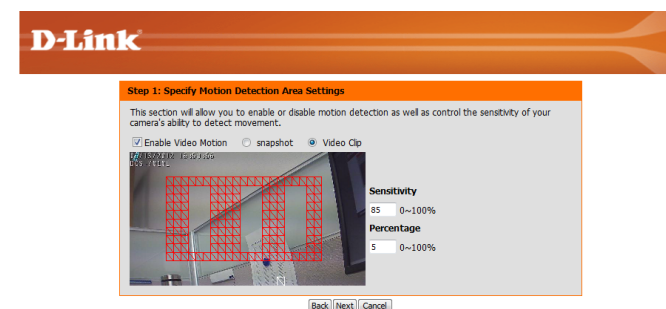 D-Link
Step 1: Specify Motion Detection Area Settings
This section will allow you to enable or disable motion detection as well as control the sensitivity of your
camera's ability to detect movement.
Enable Video Motion snapshot Video Clip
Sensitivity
85 0~100%
Percentage
5 0~100%
Back Next Cancel